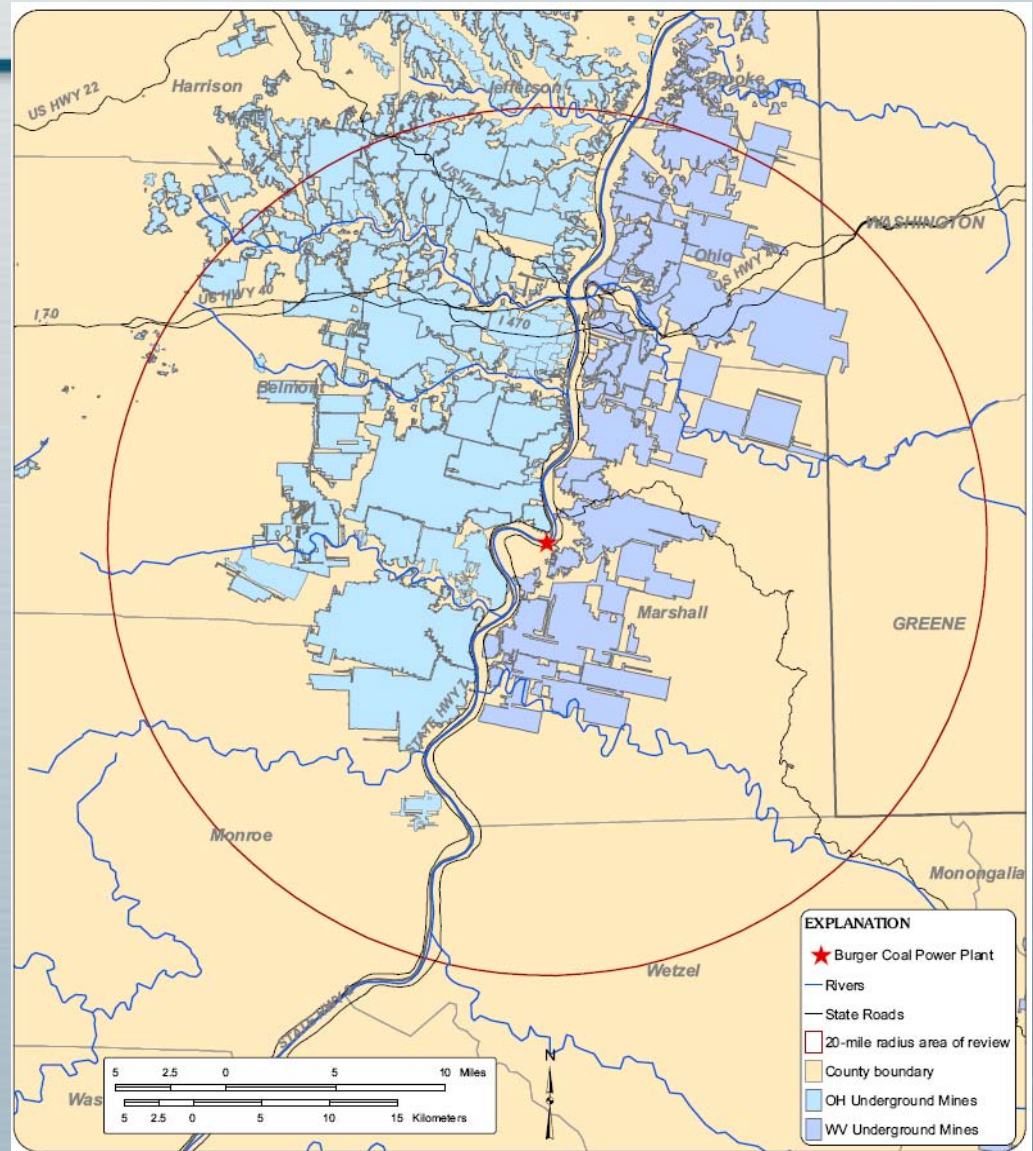 Harrison
Jefferson
Brooke
US HWY 22
WASHINGTON
Ohio
US HWY 40
I 70
I 470
Belmont
Marshall
GREENE
STATE HWY 7
Monroe
Monongalia
Wetzel
Was
EXPLANATION
Burger Coal Power Plant
Rivers
State Roads
20-mile radius area of review
County boundary
OH Underground Mines
WV Underground Mines
N
5 2.5 0 5 10 Miles
5 2.5 0 5 10 15 Kilometers